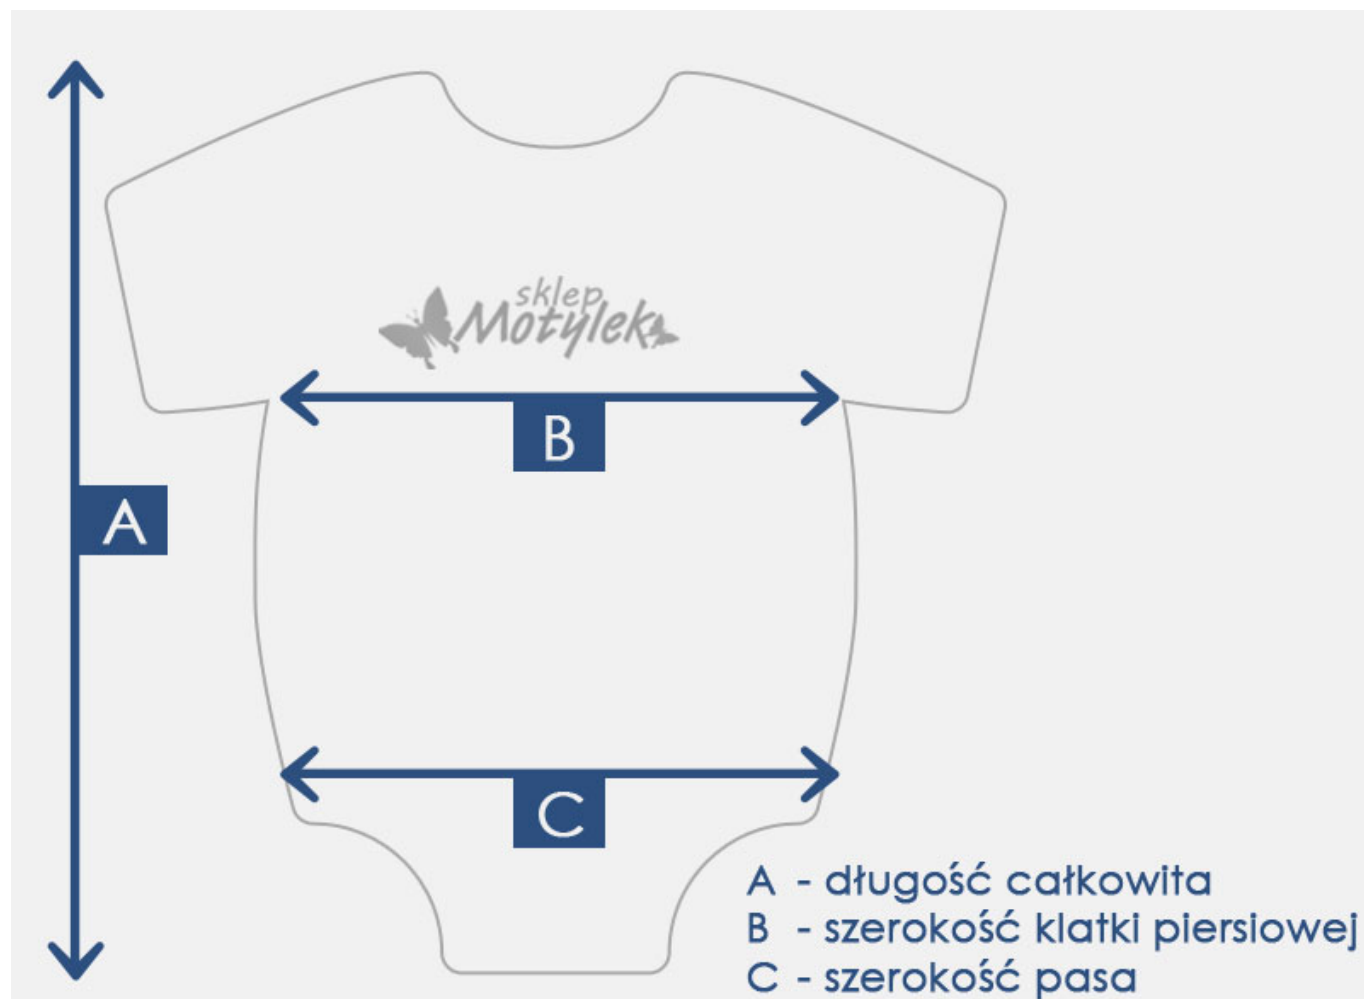 sklep
Motylek
B
A
C
A - długość całkowita
B - szerokość klatki piersiowej
C - szerokość pasa